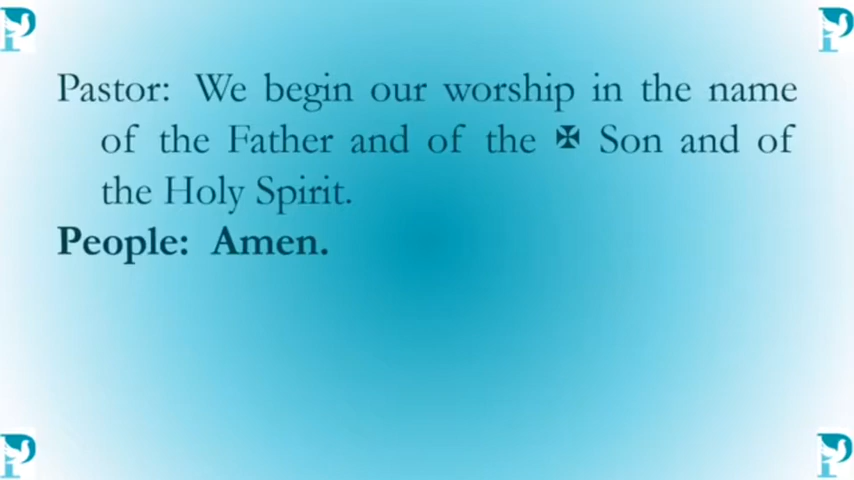 Pastor: We begin our worship in the name
of the Father and of the ✠ Son and of
the Holy Spirit.
People: Amen.